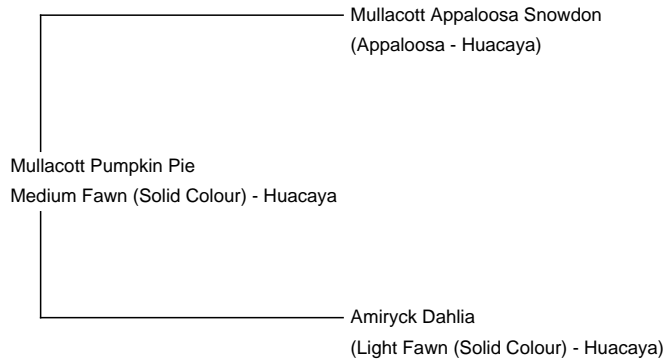 Mullacott Appaloosa Snowdon
(Appaloosa - Huacaya)
Mullacott Pumpkin Pie
Medium Fawn (Solid Colour) - Huacaya
Amiryck Dahlia
(Light Fawn (Solid Colour) - Huacaya)